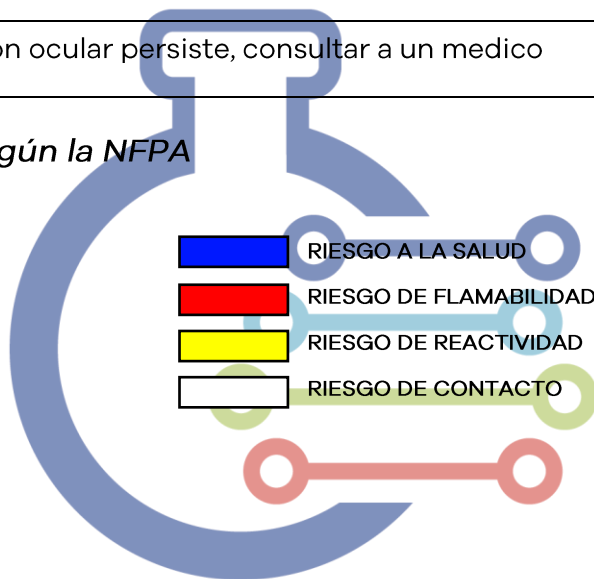 ón ocular persiste, consultar a un medico
gún la NFPA
RIESGO A LA SALUD
RIESGO DE FLAMABILIDAD
RIESGO DE REACTIVIDAD
RIESGO DE CONTACTO